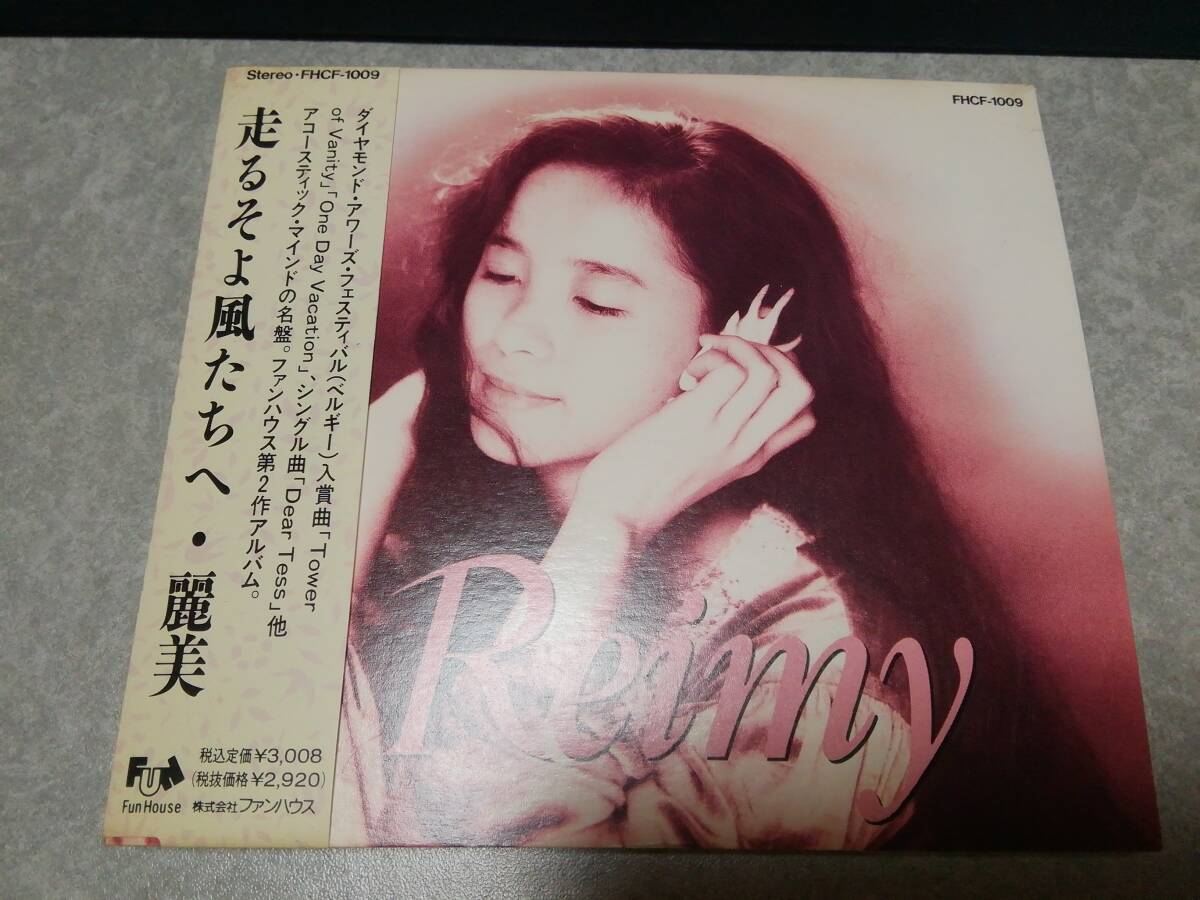 Stereo・FHCF-1009
走るそよ風たちへ・麗美
ダイヤモンド・アワーズ・フェスティバル(ベルギー)入賞曲「Tower
of Vanity」「One Day Vacation」、シングル曲「Dear Tess」他
アコースティック・マインドの名盤。ファンハウス第2作アルバム。
税込定価¥3,008
(税抜価格¥2,920)
Fun
Fun House 株式会社ファンハウス
FHCF-1009
Reimy